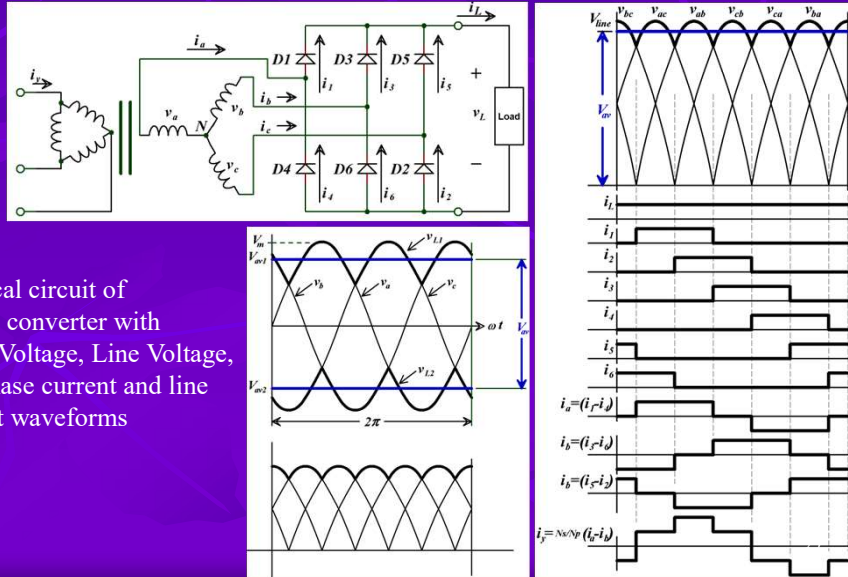 i_y
i_a
v_a
N
v_b
v_c
i_b
i_c
D1 D3 D5
i_1 i_3 i_5
D4 D6 D2
i_4 i_6 i_2
i_L
+
v_L
−
Load
cal circuit of
converter with
Voltage, Line Voltage,
ase current and line
t waveforms
V_m
V_av1
v_L1
v_b v_a v_c
ω t
V_av
v_L2
V_av2
2π
v_bc v_ac v_ab v_cb v_ca v_ba
V_line
V_av
i_L
i_1
i_2
i_3
i_4
i_5
i_6
i_a=(i_1-i_4)
i_b=(i_3-i_6)
i_b=(i_5-i_2)
i_y= Ns/Np (i_a-i_b)